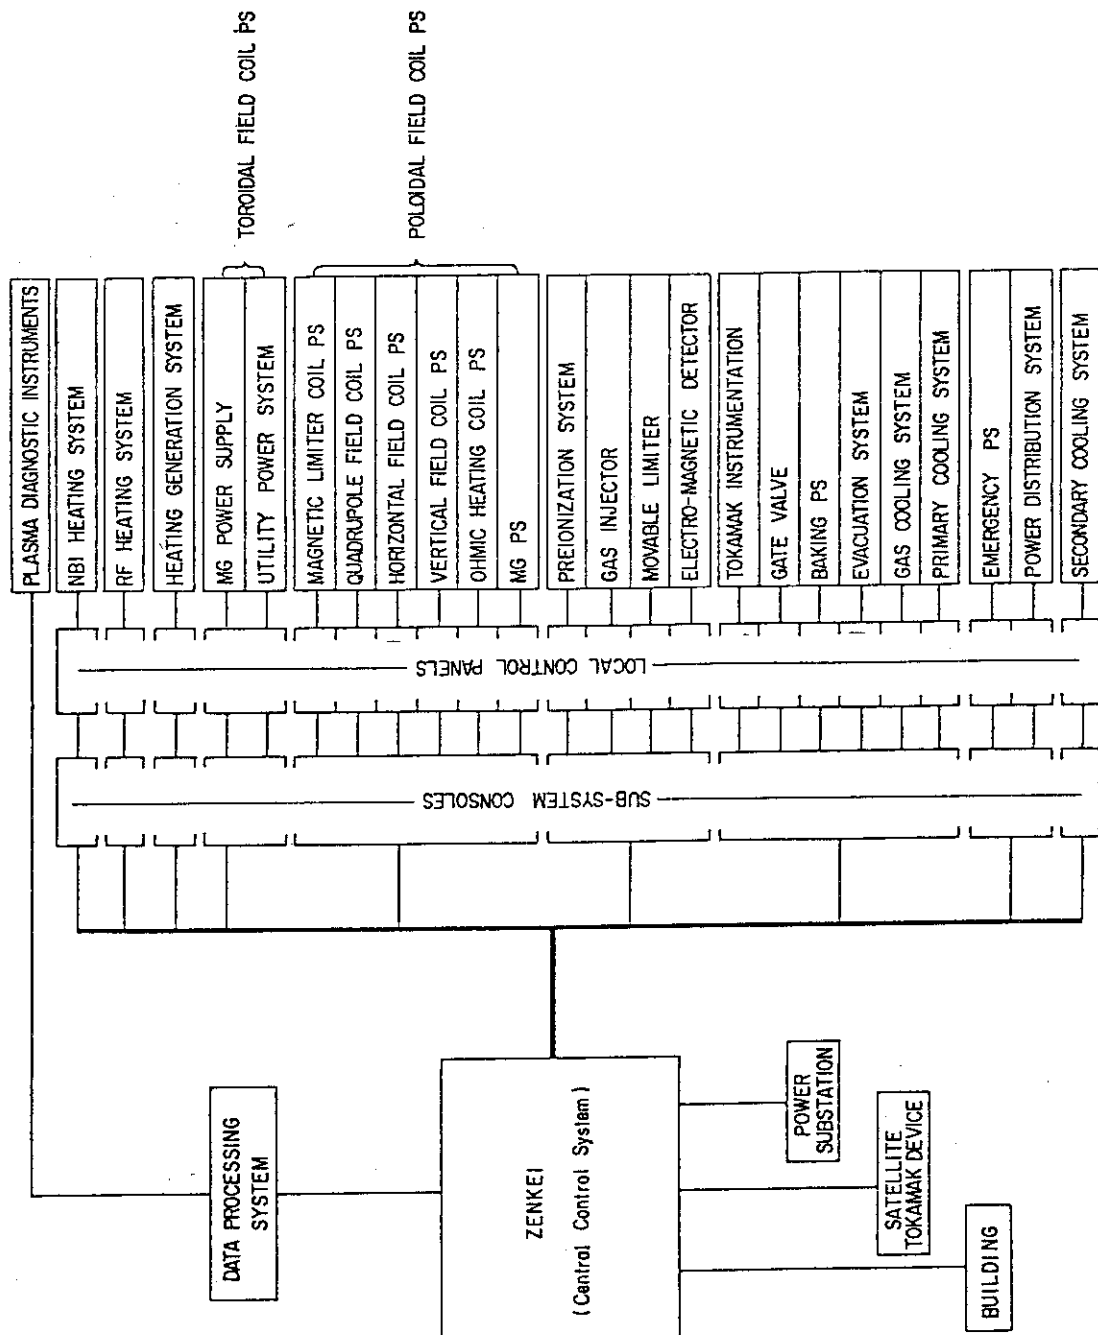 PLASMA DIAGNOSTIC INSTRUMENTS
NBI HEATING SYSTEM
RF HEATING SYSTEM
HEATING GENERATION SYSTEM
MG POWER SUPPLY
UTILITY POWER SYSTEM
TOROIDAL FIELD COIL PS
MAGNETIC LIMITER COIL PS
QUADRUPOLE FIELD COIL PS
HORIZONTAL FIELD COIL PS
VERTICAL FIELD COIL PS
OHMIC HEATING COIL PS
MG PS
POLOIDAL FIELD COIL PS
PREIONIZATION SYSTEM
GAS INJECTOR
MOVABLE LIMITER
ELECTRO-MAGNETIC DETECTOR
TOKAMAK INSTRUMENTATION
GATE VALVE
BAKING PS
EVACUATION SYSTEM
GAS COOLING SYSTEM
PRIMARY COOLING SYSTEM
EMERGENCY PS
POWER DISTRIBUTION SYSTEM
SECONDARY COOLING SYSTEM
LOCAL CONTROL PANELS
SUB-SYSTEM CONSOLES
DATA PROCESSING
SYSTEM
ZENKEI
(Central Control System)
POWER
SUBSTATION
SATELLITE
TOKAMAK DEVICE
BUILDING